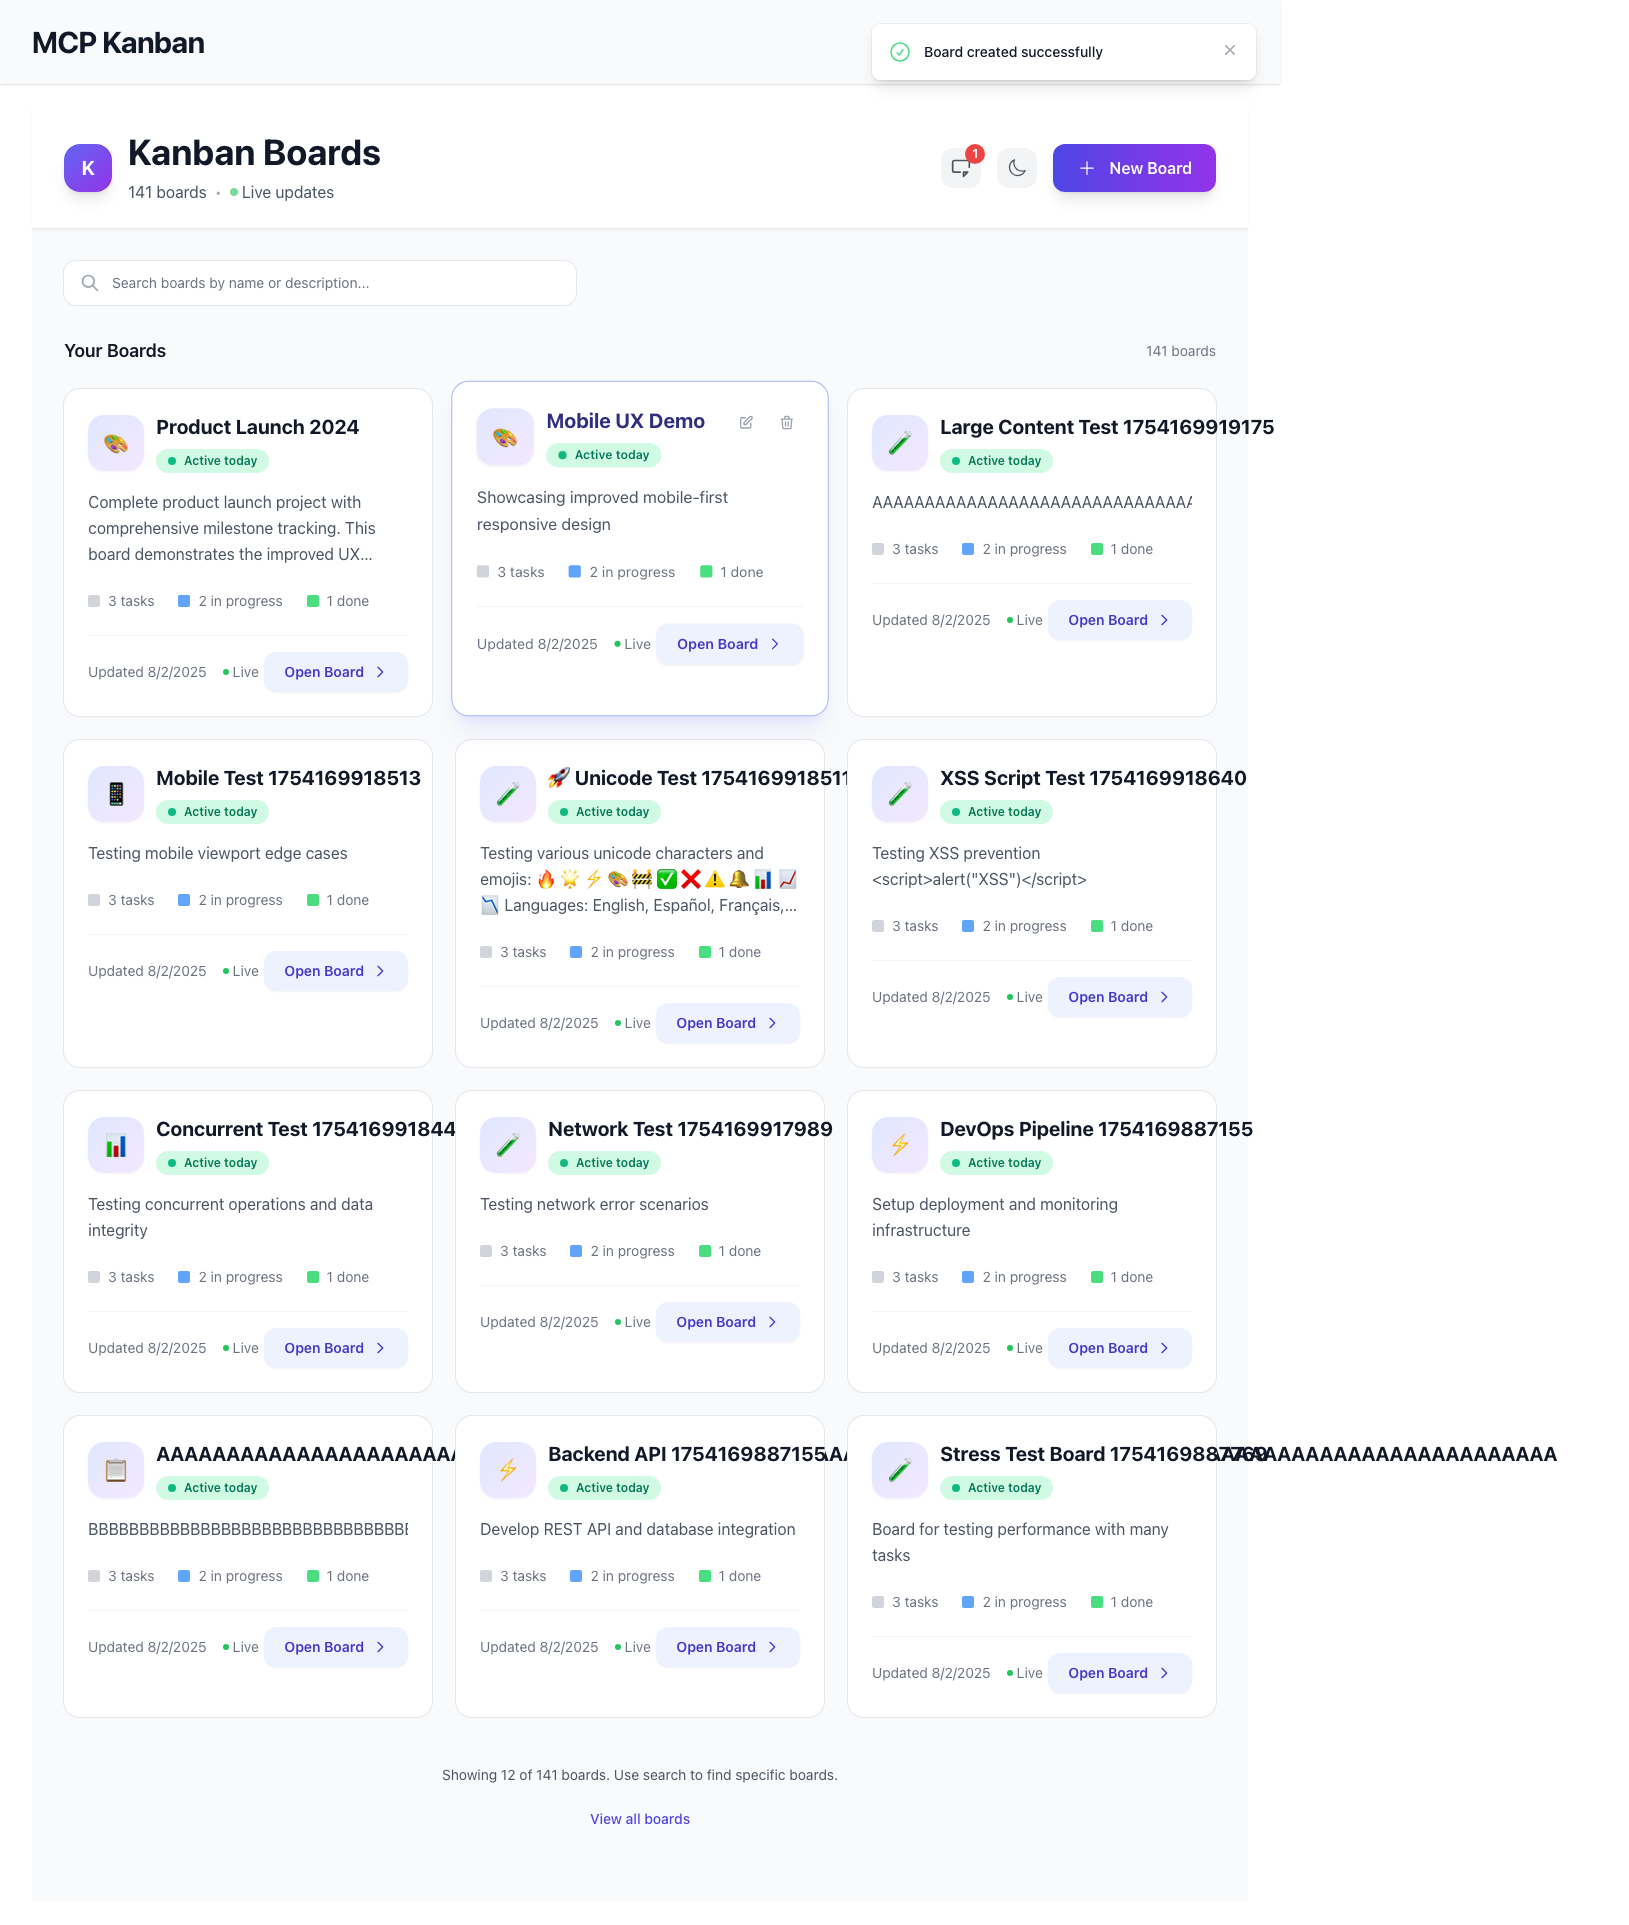 MCP Kanban
Board created successfully
K
Kanban Boards
141 boards • Live updates
1
New Board
Search boards by name or description...
Your Boards
141 boards
Product Launch 2024
Active today
Complete product launch project with
comprehensive milestone tracking. This
board demonstrates the improved UX...
3 tasks 2 in progress 1 done
Updated 8/2/2025 Live Open Board
Mobile UX Demo
Active today
Showcasing improved mobile-first
responsive design
3 tasks 2 in progress 1 done
Updated 8/2/2025 Live Open Board
Large Content Test 1754169919175
Active today
3 tasks 2 in progress 1 done
Updated 8/2/2025 Live Open Board
Mobile Test 1754169918513
Active today
Testing mobile viewport edge cases
3 tasks 2 in progress 1 done
Updated 8/2/2025 Live Open Board
🚀 Unicode Test 1754169918511
Active today
Testing various unicode characters and
emojis: 🔥 🌟 ⚡ 🎨 🚧 ✅ ❌ ⚠️ 🔔 📊 📈
📉 Languages: English, Español, Français,...
3 tasks 2 in progress 1 done
Updated 8/2/2025 Live Open Board
XSS Script Test 1754169918640
Active today
Testing XSS prevention
<script>alert("XSS")</script>
3 tasks 2 in progress 1 done
Updated 8/2/2025 Live Open Board
Concurrent Test 175416991844
Active today
Testing concurrent operations and data
integrity
3 tasks 2 in progress 1 done
Updated 8/2/2025 Live Open Board
Network Test 1754169917989
Active today
Testing network error scenarios
3 tasks 2 in progress 1 done
Updated 8/2/2025 Live Open Board
DevOps Pipeline 1754169887155
Active today
Setup deployment and monitoring
infrastructure
3 tasks 2 in progress 1 done
Updated 8/2/2025 Live Open Board
Active today
3 tasks 2 in progress 1 done
Updated 8/2/2025 Live Open Board
Backend API 1754169887155
Active today
Develop REST API and database integration
3 tasks 2 in progress 1 done
Updated 8/2/2025 Live Open Board
Stress Test Board
Active today
Board for testing performance with many
tasks
3 tasks 2 in progress 1 done
Updated 8/2/2025 Live Open Board
Showing 12 of 141 boards. Use search to find specific boards.
View all boards